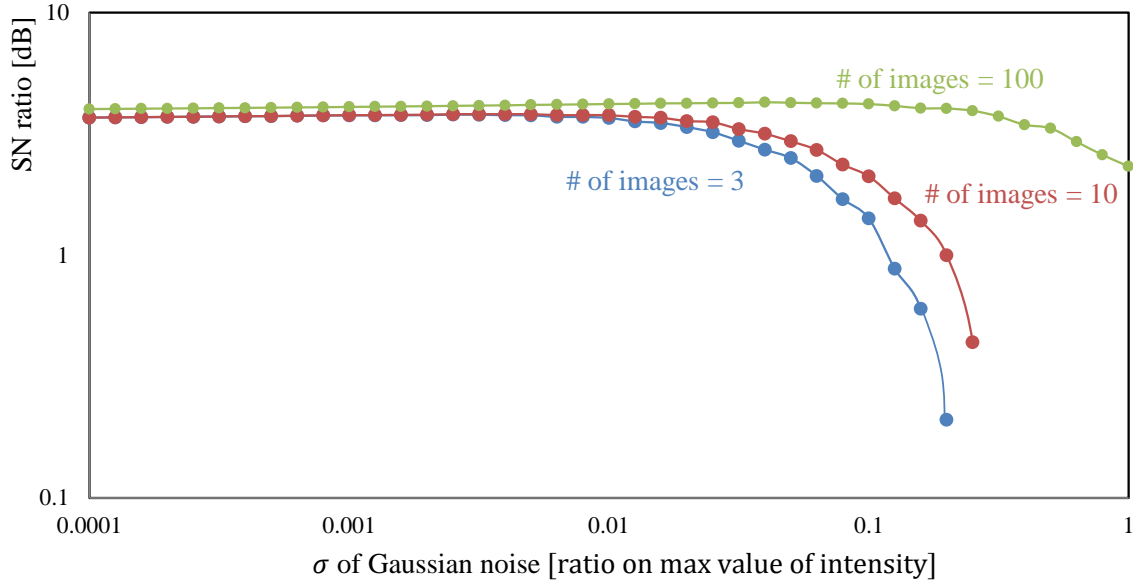 10
SN ratio [dB]
# of images = 100
# of images = 3
# of images = 10
1
0.1
0.0001
0.001
0.01
0.1
1
σ of Gaussian noise [ratio on max value of intensity]